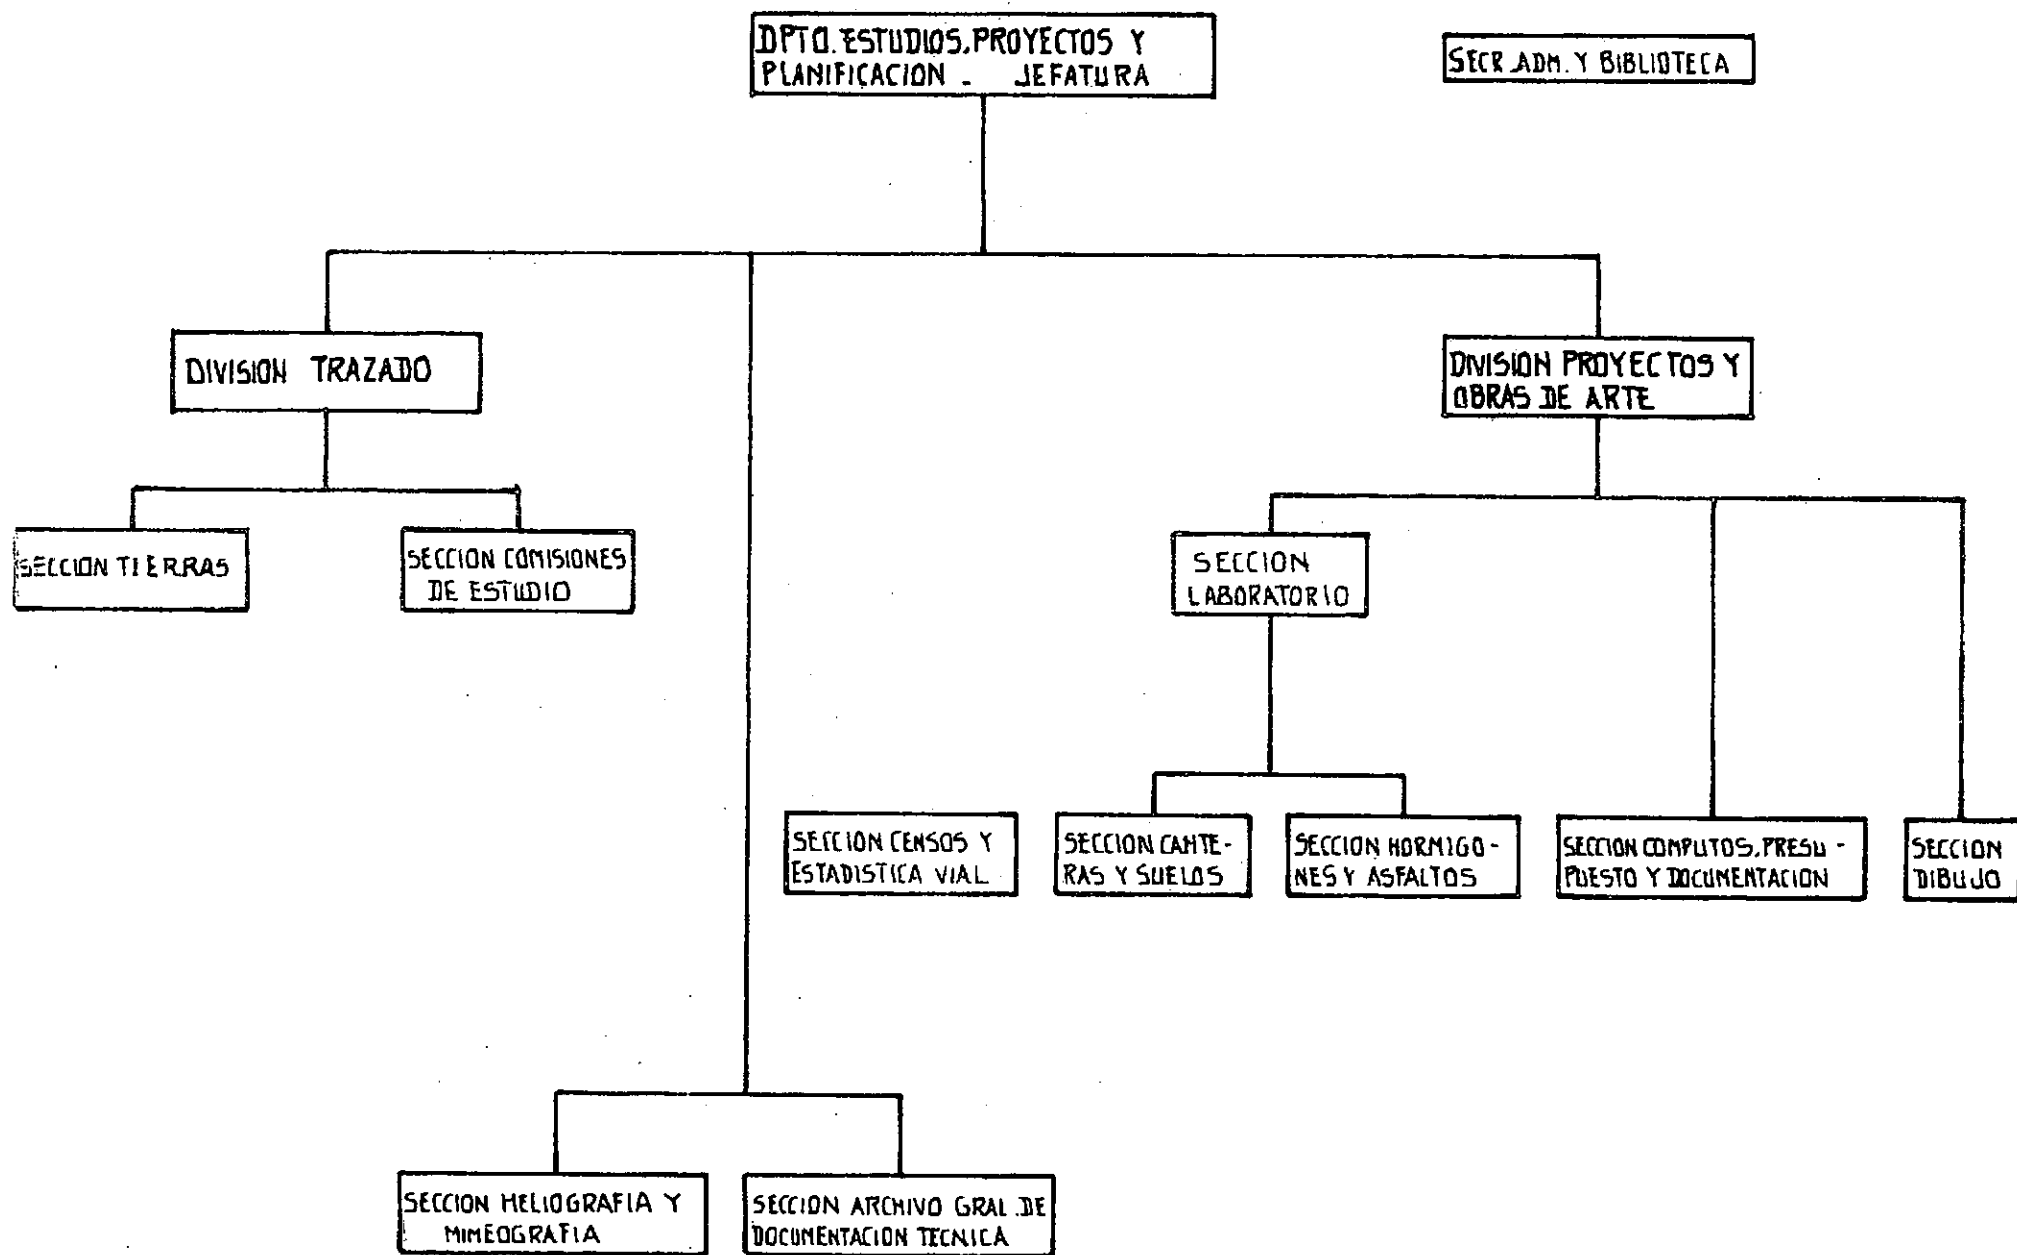 DPTO. ESTUDIOS, PROYECTOS Y
PLANIFICACION - JEFATURA
SECR. ADM. Y BIBLIOTECA
DIVISION TRAZADO
DIVISION PROYECTOS Y
OBRAS DE ARTE
SECCION TIERRAS
SECCION COMISIONES
DE ESTUDIO
SECCION
LABORATORIO
SECCION CENSOS Y
ESTADISTICA VIAL
SECCION CANTE-
RAS Y SUELOS
SECCION HORMIGO-
NES Y ASFALTOS
SECCION COMPUTOS, PRESU-
PUESTO Y DOCUMENTACION
SECCION
DIBUJO
SECCION HELIOGRAFIA Y
MIMEOGRAFIA
SECCION ARCHIVO GRAL. DE
DOCUMENTACION TECNICA